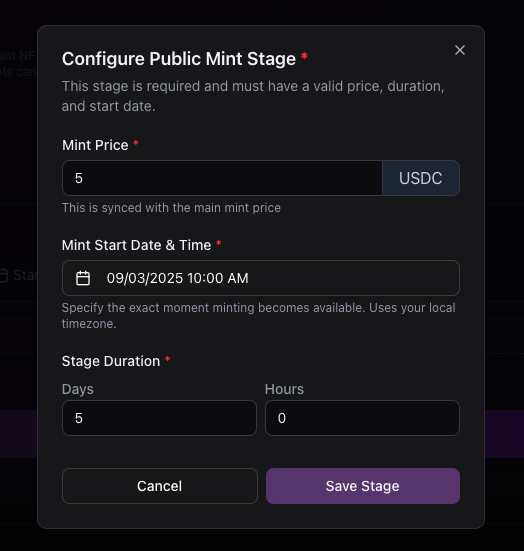 Configure Public Mint Stage *
This stage is required and must have a valid price, duration,
and start date.
Mint Price *
5 USDC
This is synced with the main mint price
Mint Start Date & Time *
09/03/2025 10:00 AM
Specify the exact moment minting becomes available. Uses your local
timezone.
Stage Duration *
Days Hours
5 0
Cancel Save Stage